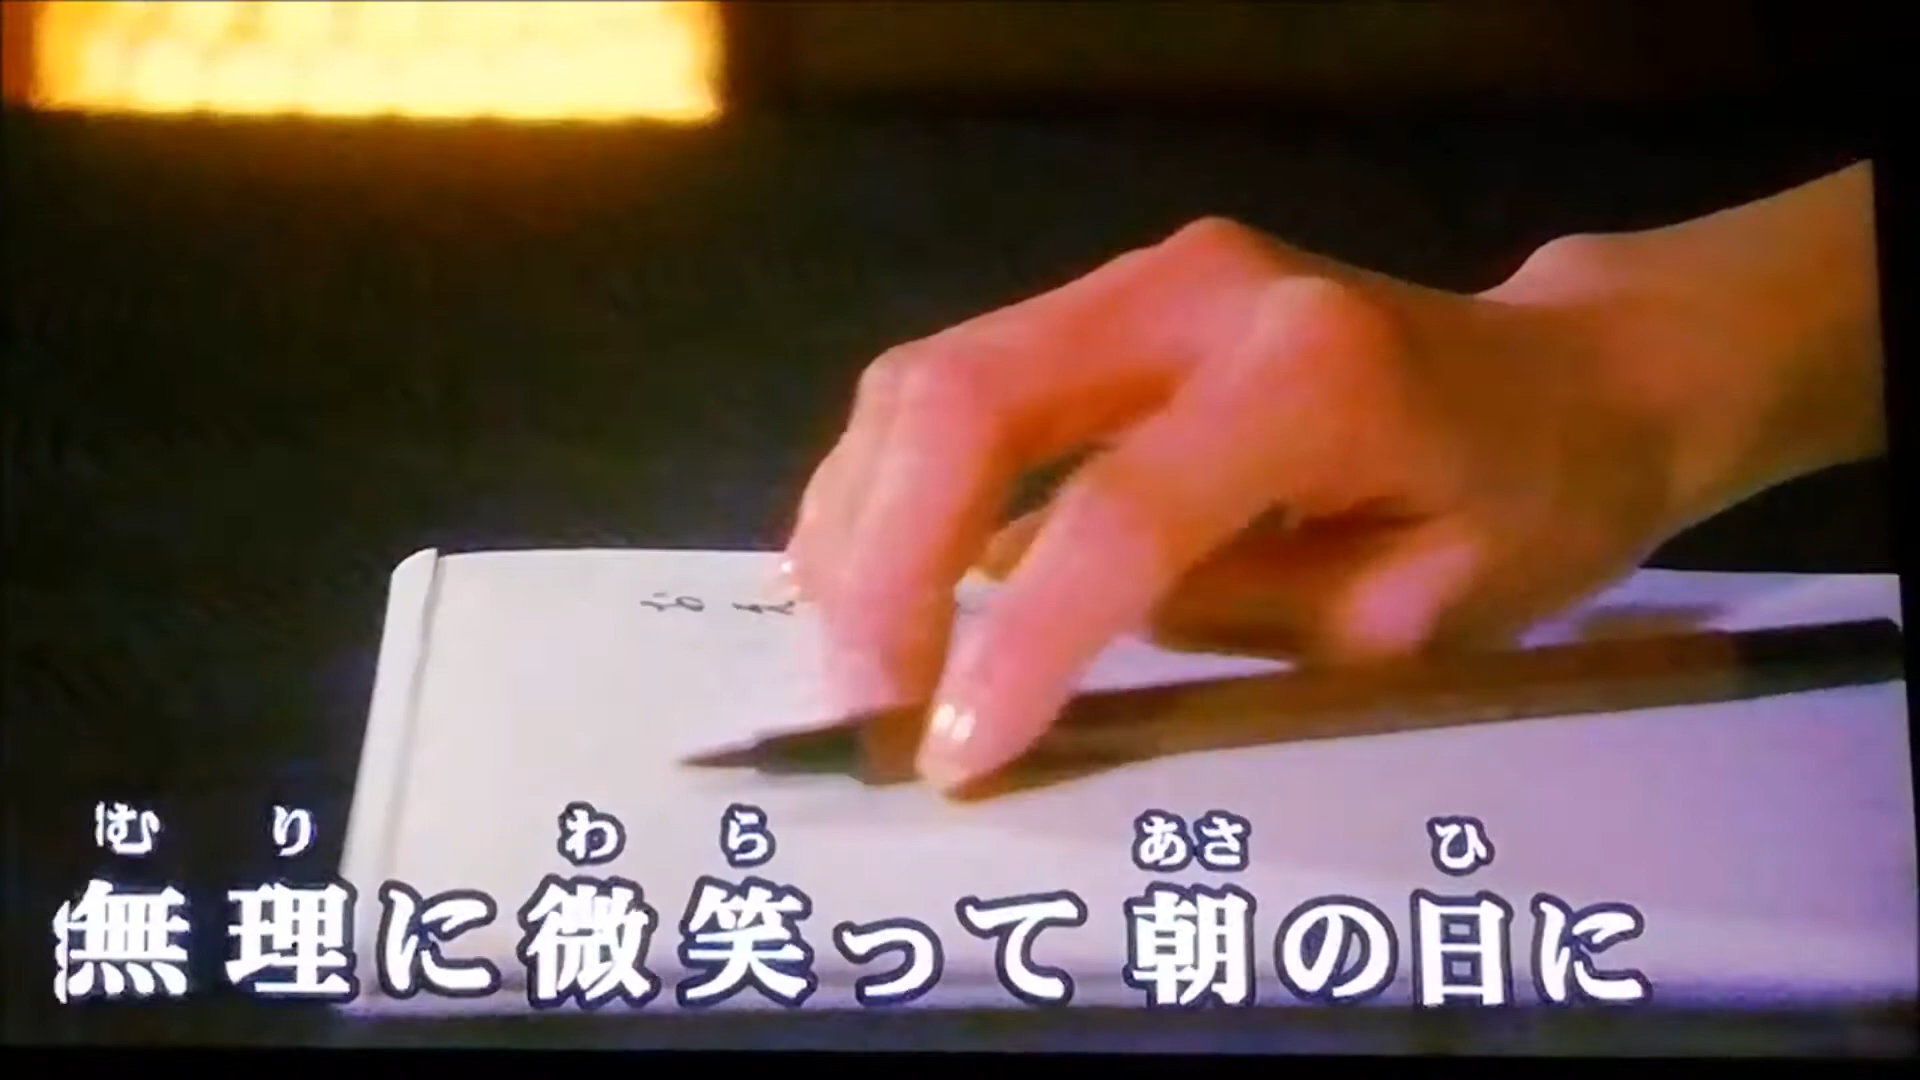 むり わら あさ ひ
無理に微笑って 朝の日に